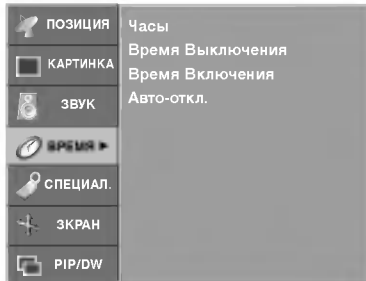 ПОЗИЦИЯ
КАРТИНКА
ЗВУК
ВРЕМЯ
СПЕЦИАЛ.
ЭКРАН
PIP/DW
Часы
Время Выключения
Время Включения
Авто-откл.